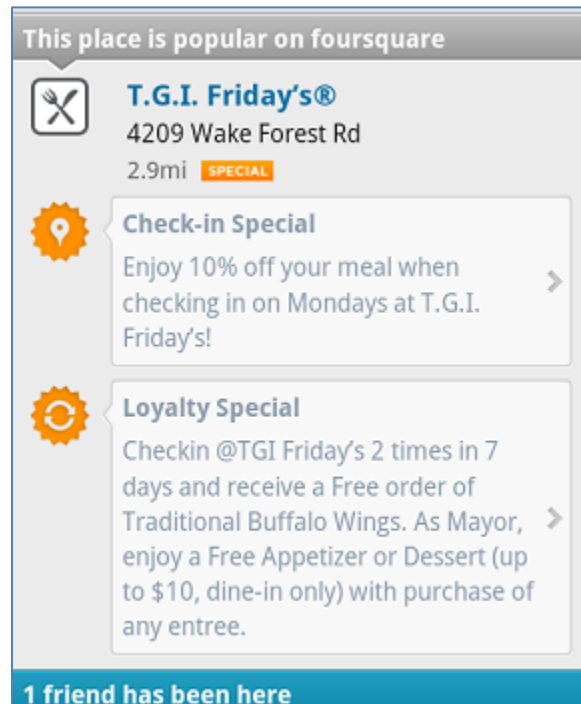 This place is popular on foursquare
T.G.I. Friday's®
4209 Wake Forest Rd
2.9mi SPECIAL
Check-in Special
Enjoy 10% off your meal when
checking in on Mondays at T.G.I.
Friday's!
Loyalty Special
Checkin @TGI Friday's 2 times in 7
days and receive a Free order of
Traditional Buffalo Wings. As Mayor,
enjoy a Free Appetizer or Dessert (up
to $10, dine-in only) with purchase of
any entree.
1 friend has been here